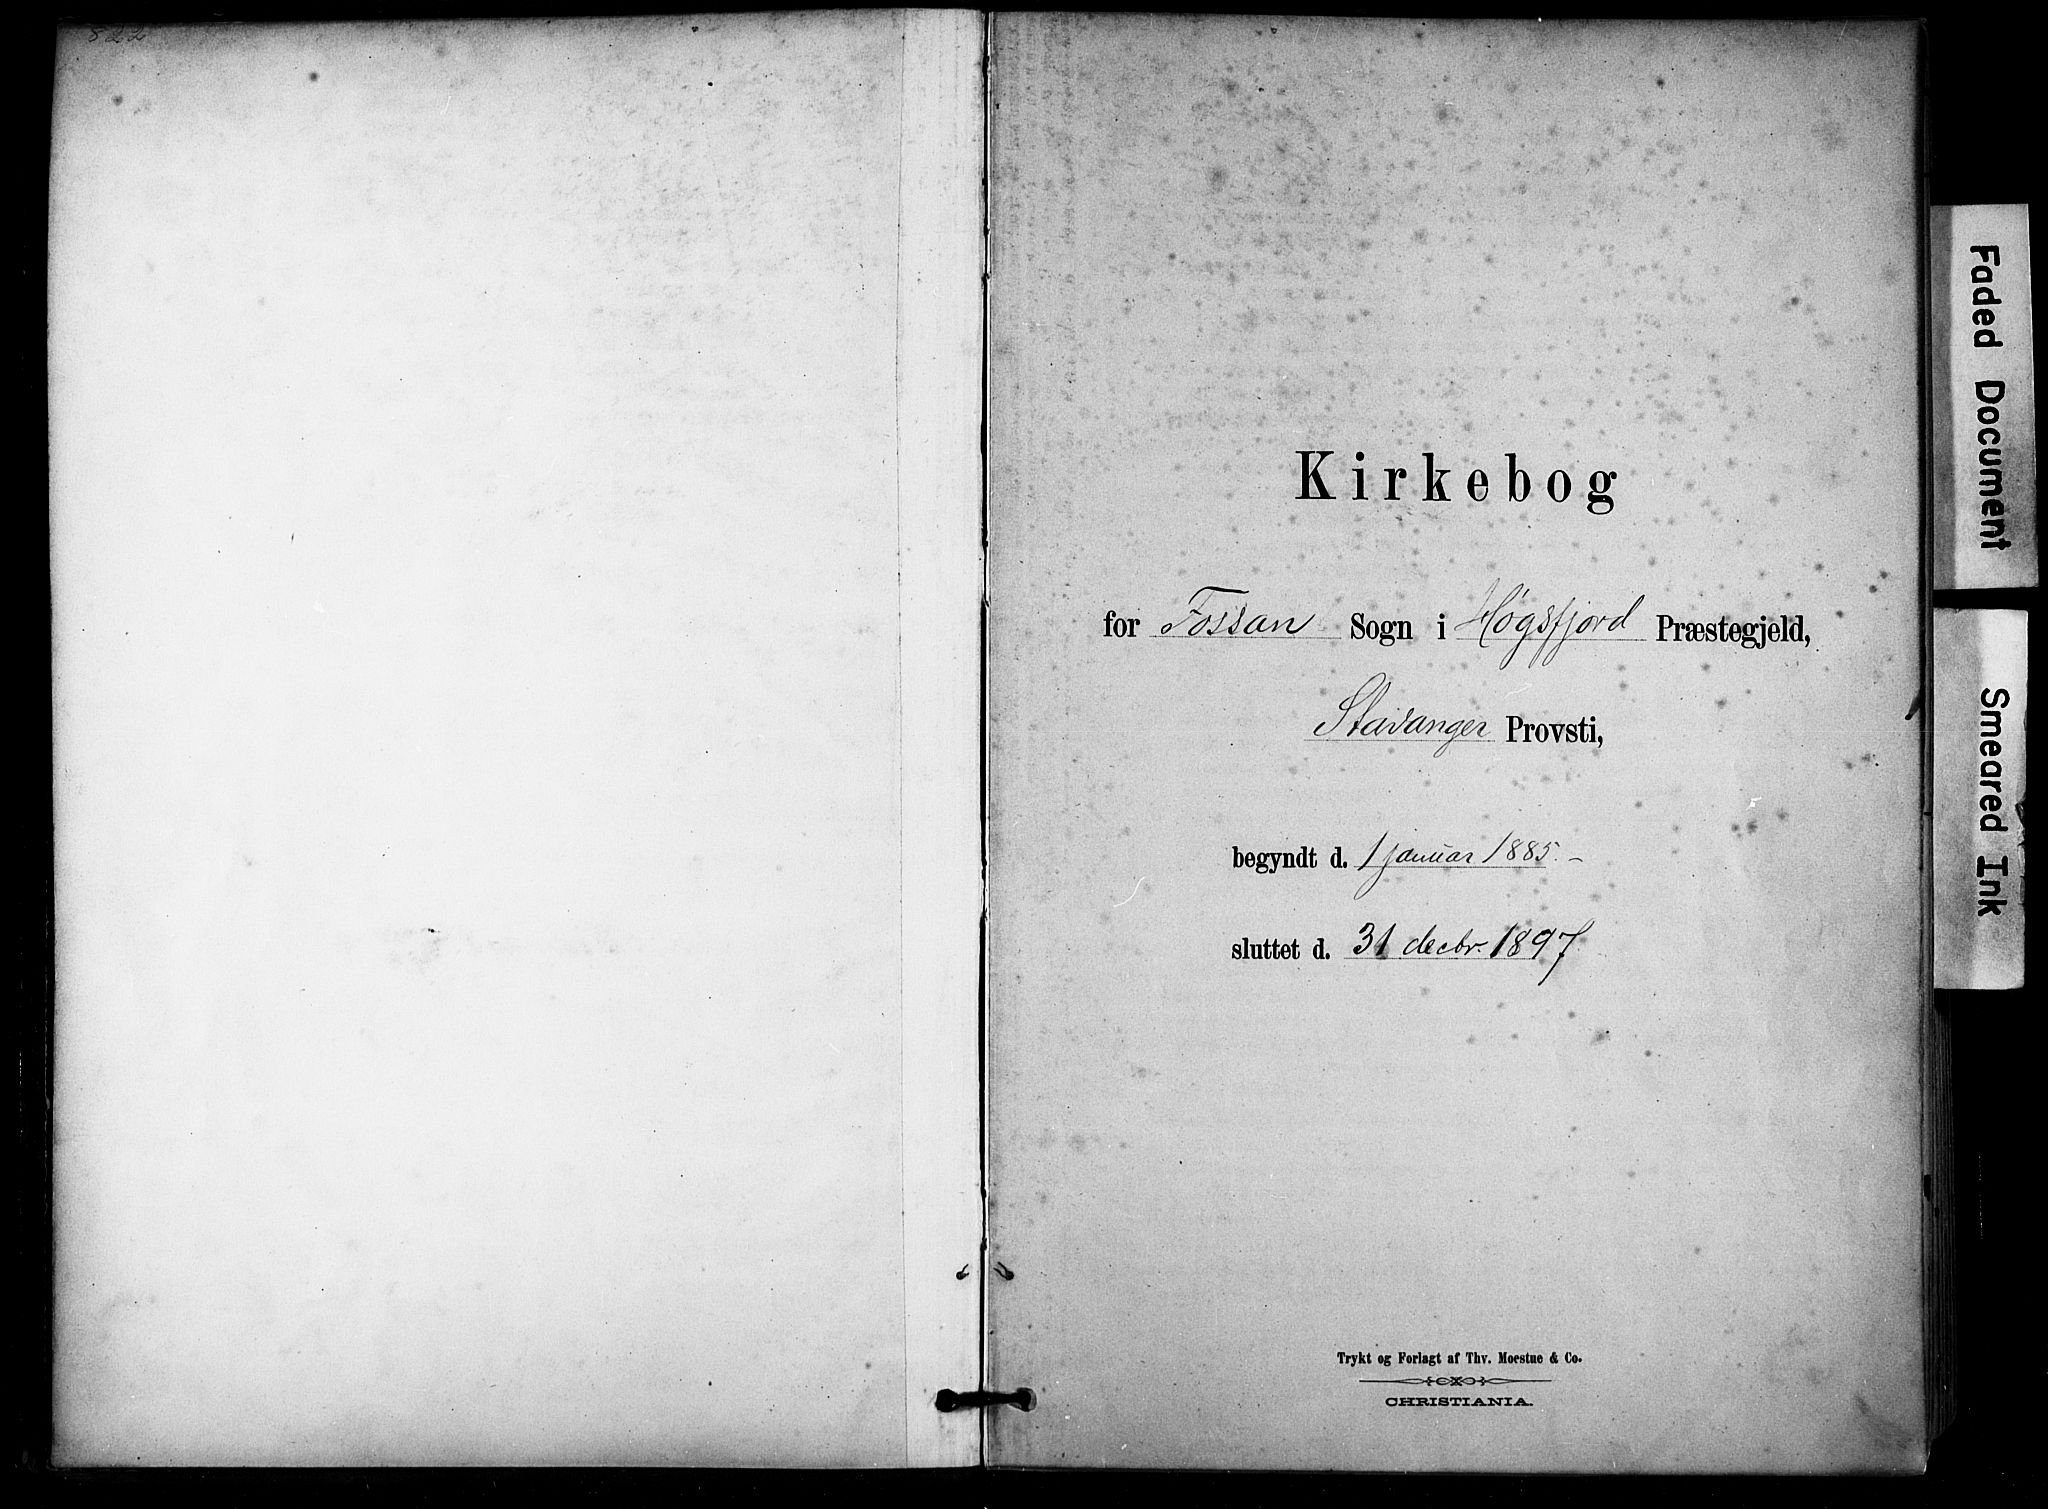 822
Kirkebog
for Fossan Sogn i Høgsfjord Præstegjeld,
Stavanger Provsti,
begyndt d. 1 januar 1885. -
sluttet d. 31 decbr. 1897.
Trykt og Forlagt af Thv. Moestue & Co.
CHRISTIANIA.
Faded Document
Smeared Ink